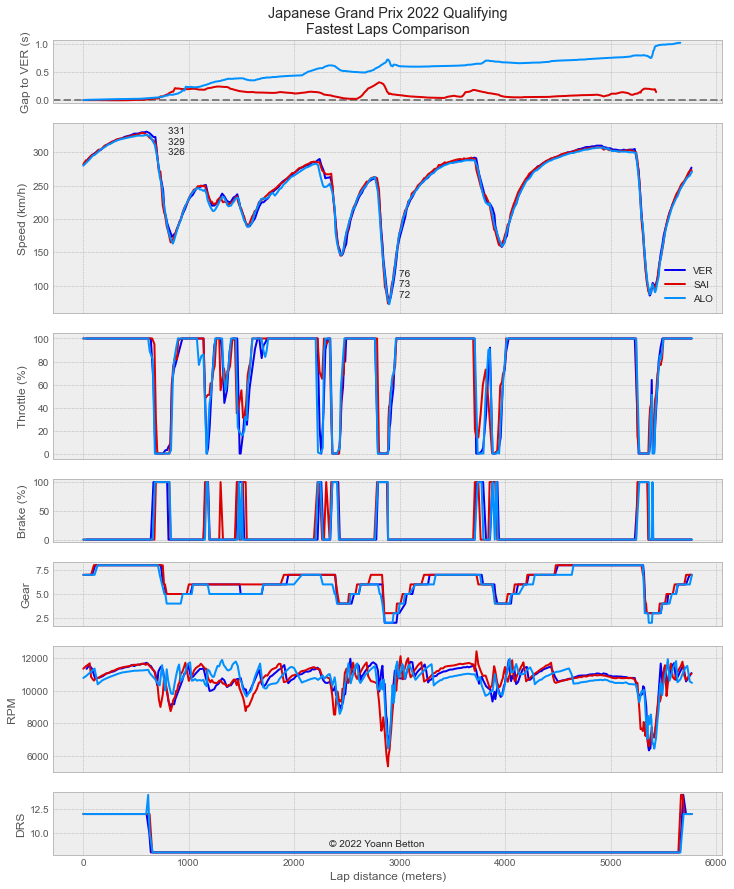 Japanese Grand Prix 2022 Qualifying
Fastest Laps Comparison
Gap to VER (s)
1.0
0.5
0.0
Speed (km/h)
300
250
200
150
100
331
329
326
76
73
72
VER
SAI
ALO
Throttle (%)
100
80
60
40
20
0
Brake (%)
100
50
0
Gear
7.5
5.0
2.5
RPM
12000
10000
8000
6000
DRS
12.5
10.0
© 2022 Yoann Betton
0
1000
2000
3000
4000
5000
6000
Lap distance (meters)